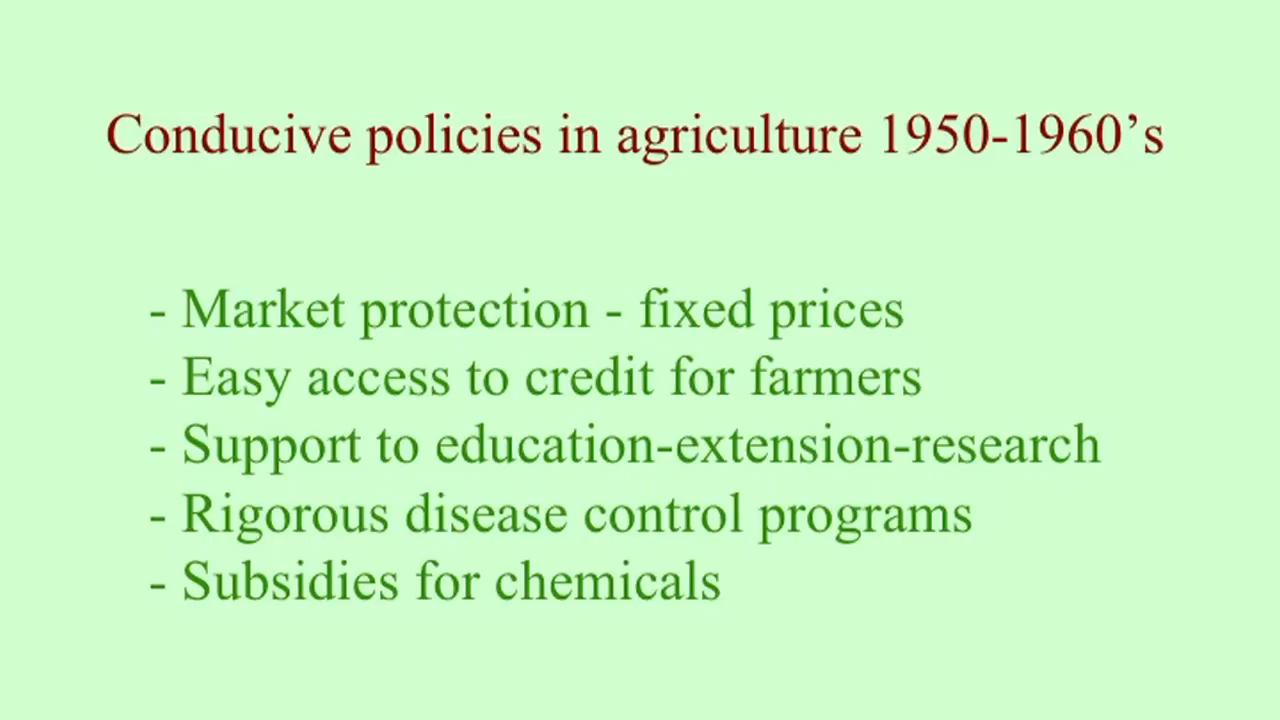 Conducive policies in agriculture 1950-1960’s
- Market protection - fixed prices
- Easy access to credit for farmers
- Support to education-extension-research
- Rigorous disease control programs
- Subsidies for chemicals